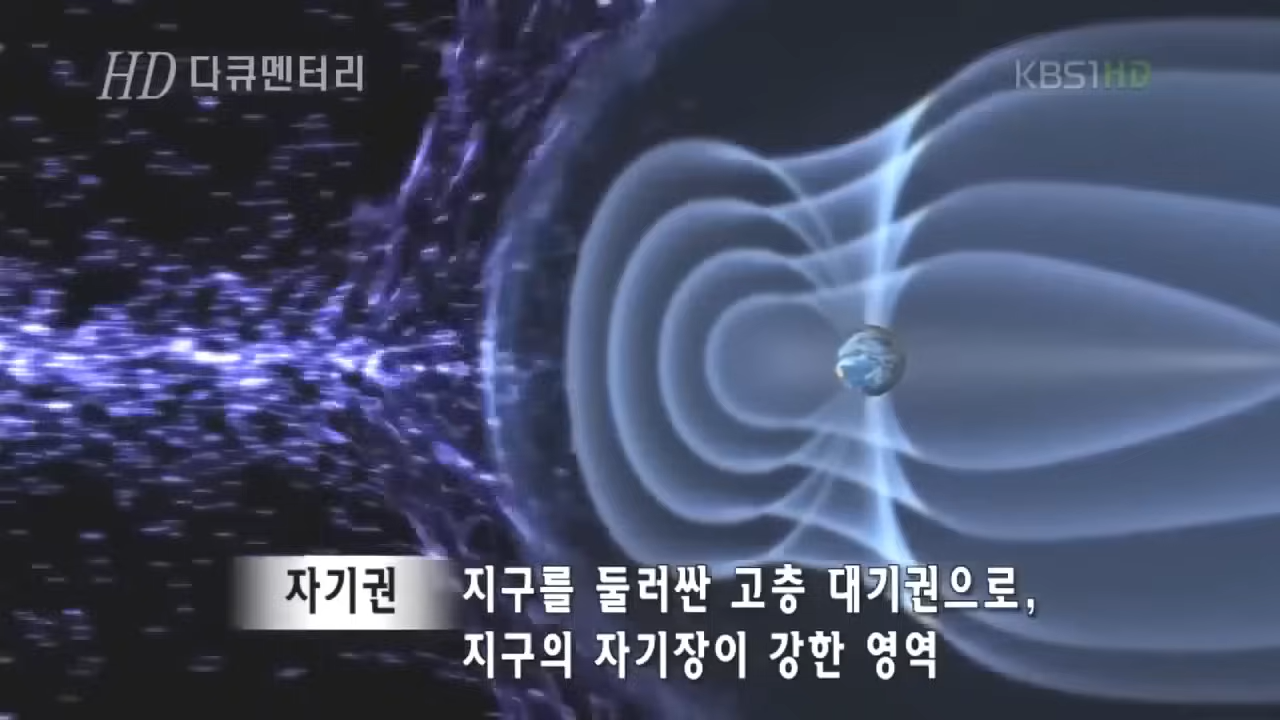 HD 다큐멘터리
KBS1HD
자기권
지구를 둘러싼 고층 대기권으로,
지구의 자기장이 강한 영역